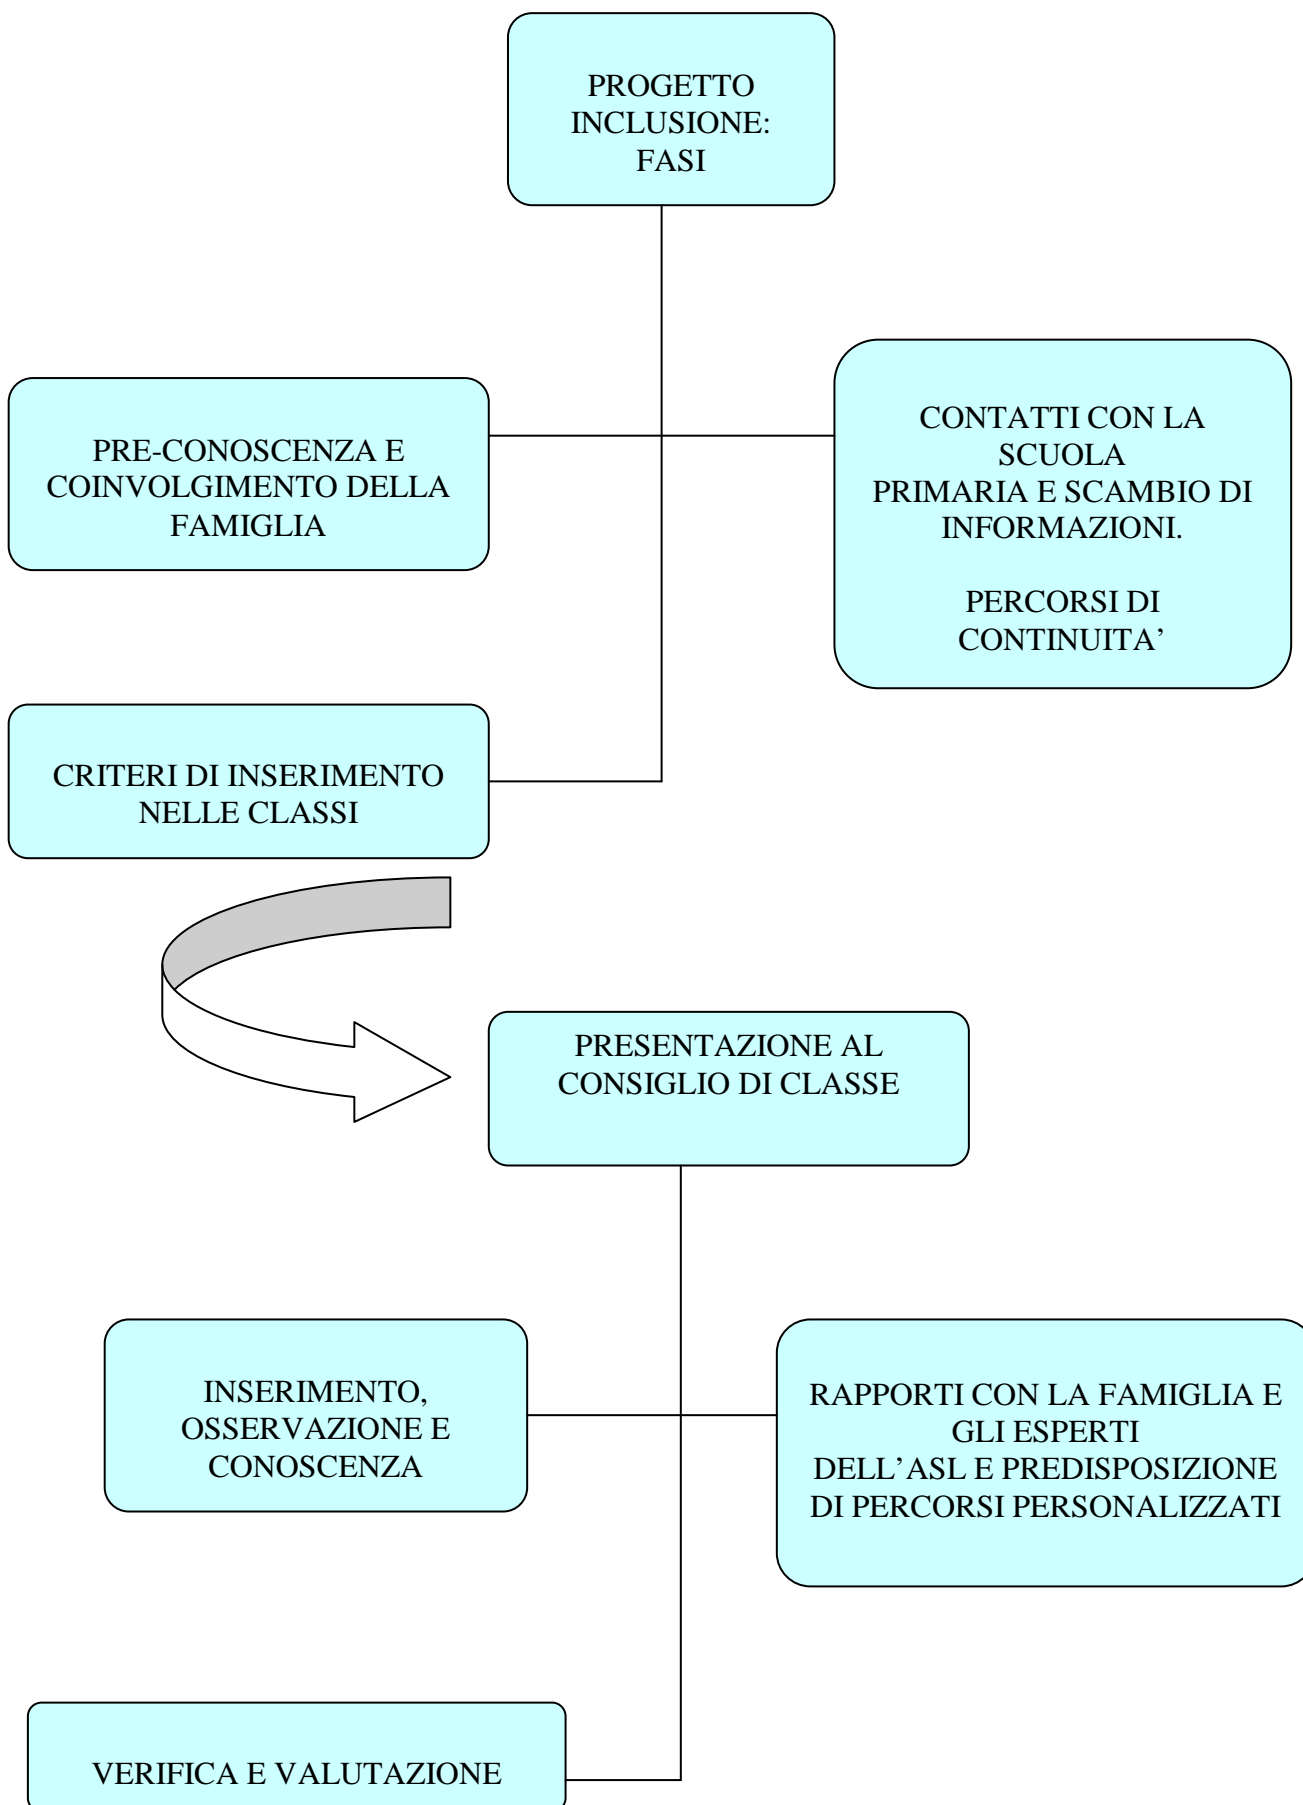 PROGETTO
INCLUSIONE:
FASI
PRE-CONOSCENZA E
COINVOLGIMENTO DELLA
FAMIGLIA
CONTATTI CON LA
SCUOLA
PRIMARIA E SCAMBIO DI
INFORMAZIONI.
PERCORSI DI
CONTINUITA’
CRITERI DI INSERIMENTO
NELLE CLASSI
PRESENTAZIONE AL
CONSIGLIO DI CLASSE
INSERIMENTO,
OSSERVAZIONE E
CONOSCENZA
RAPPORTI CON LA FAMIGLIA E
GLI ESPERTI
DELL’ASL E PREDISPOSIZIONE
DI PERCORSI PERSONALIZZATI
VERIFICA E VALUTAZIONE